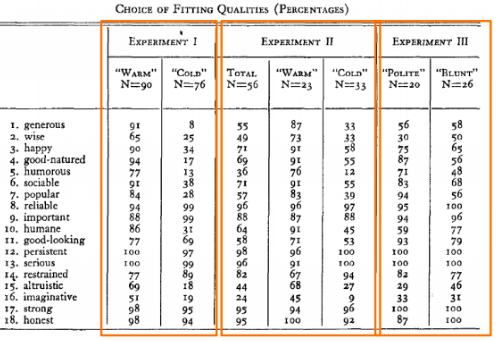 CHOICE OF FITTING QUALITIES (PERCENTAGES)
EXPERIMENT I EXPERIMENT II EXPERIMENT III
"WARM" "COLD" TOTAL "WARM" "COLD" "POLITE" "BLUNT"
N=90 N=76 N=56 N=23 N=33 N=20 N=26
1. generous 91 8 55 87 33 56 58
2. wise 65 25 49 73 33 30 50
3. happy 90 34 71 91 58 75 65
4. good-natured 94 17 69 91 55 87 56
5. humorous 77 13 36 76 12 71 48
6. sociable 91 38 71 91 55 83 68
7. popular 84 28 57 83 39 94 56
8. reliable 94 99 96 96 97 95 100
9. important 88 99 88 87 88 94 96
10. humane 86 31 64 91 45 59 77
11. good-looking 77 69 58 71 53 93 79
12. persistent 100 97 98 96 100 100 100
13. serious 100 99 96 91 100 100 100
14. restrained 77 89 82 67 94 82 77
15. altruistic 69 18 44 68 27 29 46
16. imaginative 51 19 24 45 9 33 31
17. strong 98 95 95 94 96 100 100
18. honest 98 94 95 100 92 87 100